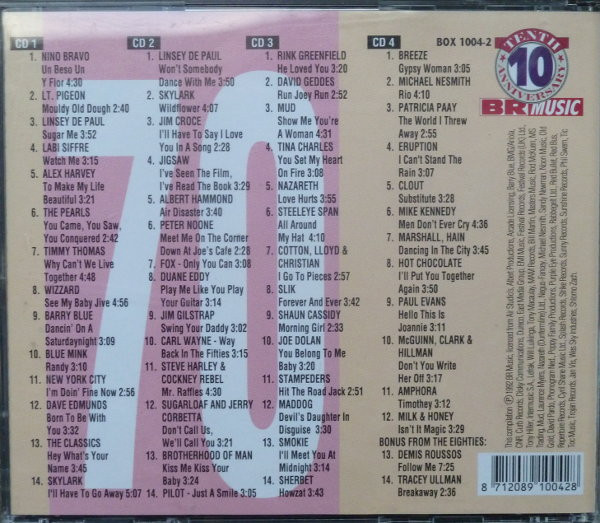 CD 1
1. NINO BRAVO
Un Beso Un
Y Flor 4:30
2. LT. PIGEON
Mouldy Old Dough 2:40
3. LINSEY DE PAUL
Sugar Me 3:52
4. LABI SIFFRE
Watch Me 3:15
5. ALEX HARVEY
To Make My Life
Beautiful 3:21
6. THE PEARLS
You Came, You Saw,
You Conquered 2:42
7. TIMMY THOMAS
Why Can't We Live
Together 4:48
8. WIZZARD
See My Baby Jive 4:56
9. BARRY BLUE
Dancin' On A
Saturdaynight 3:09
10. BLUE MINK
Randy 3:10
11. NEW YORK CITY
I'm Doin' Fine Now 2:56
12. DAVE EDMUNDS
Born To Be With
You 3:32
13. THE CLASSICS
Hey What's Your
Name 3:45
14. SKYLARK
I'll Have To Go Away 5:07
CD 2
1. LINSEY DE PAUL
Won't Somebody
Dance With Me 3:50
2. SKYLARK
Wildflower 4:07
3. JIM CROCE
I'll Have To Say I Love
You In A Song 2:28
4. JIGSAW
I've Seen The Film,
I've Read The Book 3:29
5. ALBERT HAMMOND
Air Disaster 3:40
6. PETER NOONE
Meet Me On The Corner
Down At Joe's Cafe 2:28
7. FOX - Only You Can 3:08
8. DUANE EDDY
Play Me Like You Play
Your Guitar 3:14
9. JIM GILSTRAP
Swing Your Daddy 3:02
10. CARL WAYNE - Way
Back In The Fifties 3:15
11. STEVE HARLEY &
COCKNEY REBEL
Mr. Raffles 4:30
12. SUGARLOAF AND JERRY
CORBETTA
Don't Call Us,
We'll Call You 3:21
13. BROTHERHOOD OF MAN
Kiss Me Kiss Your
Baby 3:24
14. PILOT - Just A Smile 3:05
CD 3
1. RINK GREENFIELD
He Loved You 3:20
2. DAVID GEDDES
Run Joey Run 2:52
3. MUD
Show Me You're
A Woman 4:31
4. TINA CHARLES
You Set My Heart
On Fire 4:02
5. NAZARETH
Love Hurts 3:55
6. STEELEYE SPAN
All Around
My Hat 4:10
7. COTTON, LLOYD &
CHRISTIAN
I Go To Pieces 2:57
8. SLIK
Forever And Ever 3:42
9. SHAUN CASSIDY
Morning Girl 2:33
10. JOE DOLAN
You Belong To Me
Baby 3:20
11. STAMPEDERS
Hit The Road Jack 2:51
12. MADDOG
Devil's Daughter In
Disguise 3:30
13. SMOKIE
I'll Meet You At
Midnight 3:14
14. SHERBET
Howzat 3:43
CD 4
BOX 1004-2
1. BREEZE
Gypsy Woman 3:05
2. MICHAEL NESMITH
Rio 4:10
3. PATRICIA PAAY
The World I Threw
Away 2:55
4. ERUPTION
I Can't Stand The
Rain 3:07
5. CLOUT
Substitute 3:28
6. MIKE KENNEDY
Men Don't Ever Cry 4:36
7. MARSHALL, HAIN
Dancing In The City 3:45
8. HOT CHOCOLATE
I'll Put You Together
Again 3:50
9. PAUL EVANS
Hello This Is
Joannie 3:11
10. McGUINN, CLARK &
HILLMAN
Don't You Write
Her Off 3:17
11. AMPHORA
Timothey 3:12
12. MILK & HONEY
Isn't It Magic 3:29
BONUS FROM THE EIGHTIES:
13. DEMIS ROUSSOS
Follow Me 7:25
14. TRACEY ULLMAN
Breakaway 2:36
TENTH
10
ANNIVERSARY
BR MUSIC
70
8 712089 100428